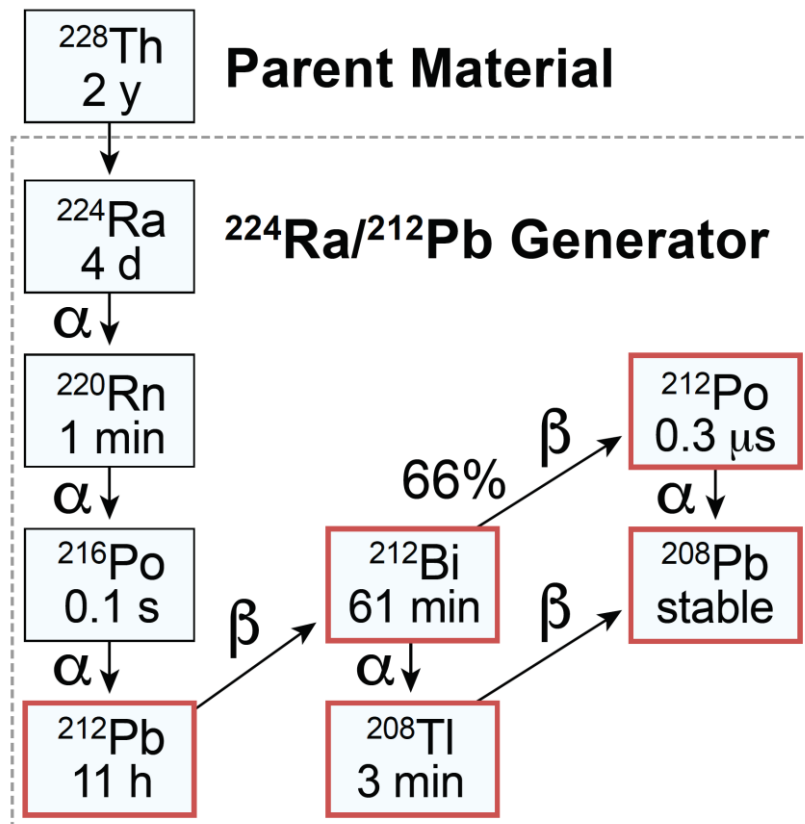 ²²⁸Th
2 y
Parent Material
²²⁴Ra
4 d
²²⁴Ra/²¹²Pb Generator
α
²²⁰Rn
1 min
²¹²Po
0.3 μs
β
66%
α
α
²¹⁶Po
0.1 s
²¹²Bi
61 min
²⁰⁸Pb
stable
β
β
α
α
²¹²Pb
11 h
²⁰⁸Tl
3 min